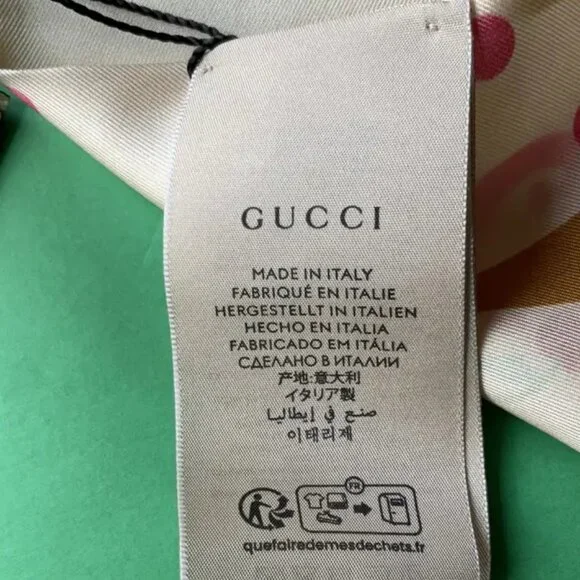 GUCCI
MADE IN ITALY
FABRIQUÉ EN ITALIE
HERGESTELLT IN ITALIEN
HECHO EN ITALIA
FABRICADO EM ITÁLIA
СДЕЛАНО В ИТАЛИИ
产地:意大利
イタリア製
صنع في إيطاليا
이태리제
FR
quefairedemesdechets.fr